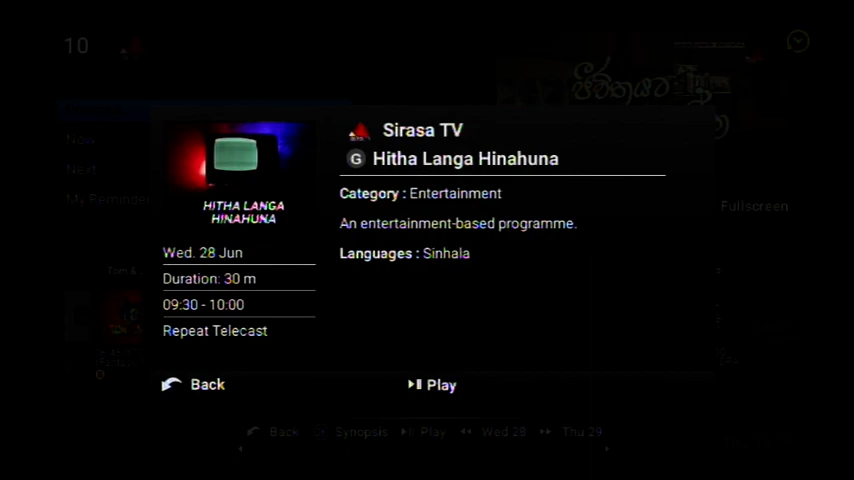 10
ජීවිතයට
Now
Next
My Reminder
Fullscreen
Sirasa TV
G Hitha Langa Hinahuna
HITHA LANGA
HINAHUNA
Category : Entertainment
An entertainment-based programme.
Languages : Sinhala
Wed. 28 Jun
Duration: 30 m
09:30 - 10:00
Repeat Telecast
Tom &
Back
Play
Back Synopsis Play Wed 28 Thu 29